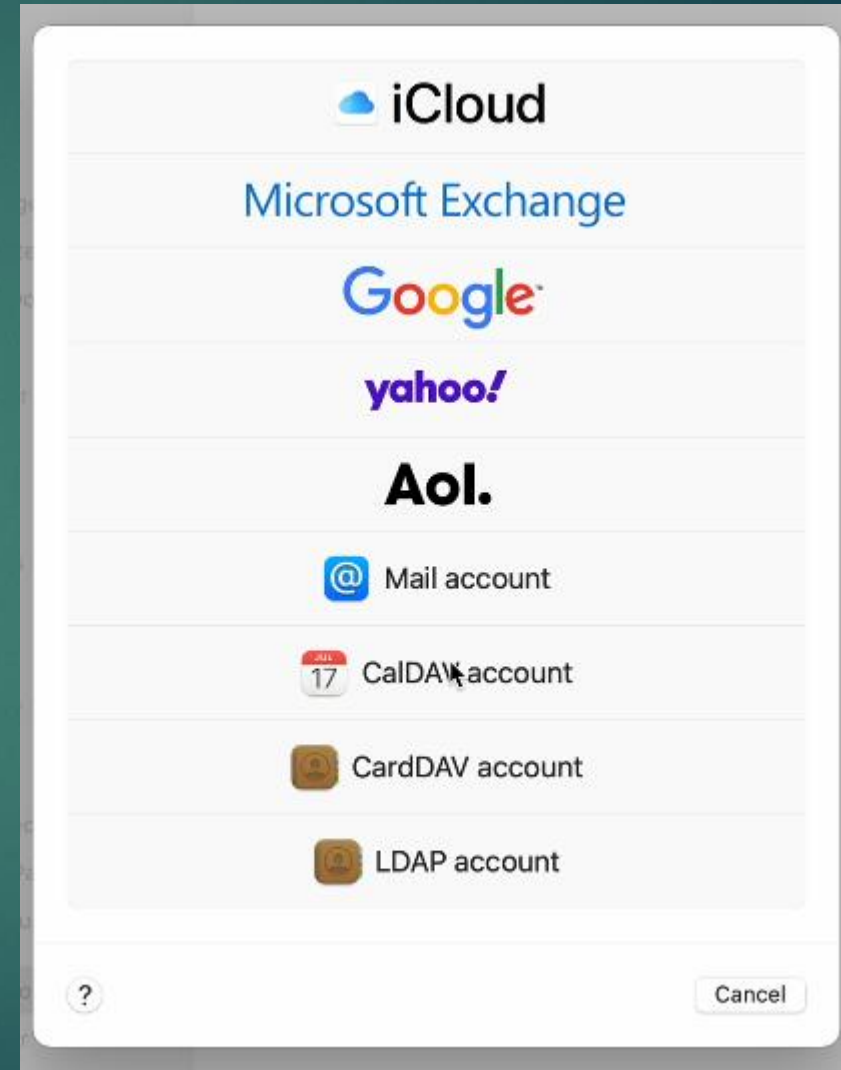 iCloud
Microsoft Exchange
Google
yahoo!
Aol.
@ Mail account
JUL
17 CalDAV account
CardDAV account
LDAP account
? Cancel